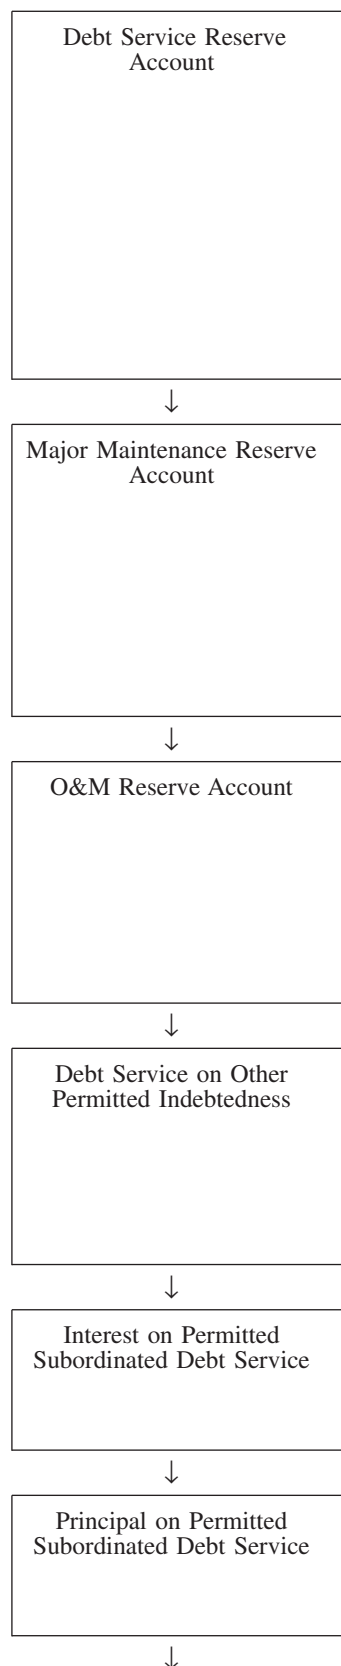 Debt Service Reserve
Account
↓
Major Maintenance Reserve
Account
↓
O&M Reserve Account
↓
Debt Service on Other
Permitted Indebtedness
↓
Interest on Permitted
Subordinated Debt Service
↓
Principal on Permitted
Subordinated Debt Service
↓